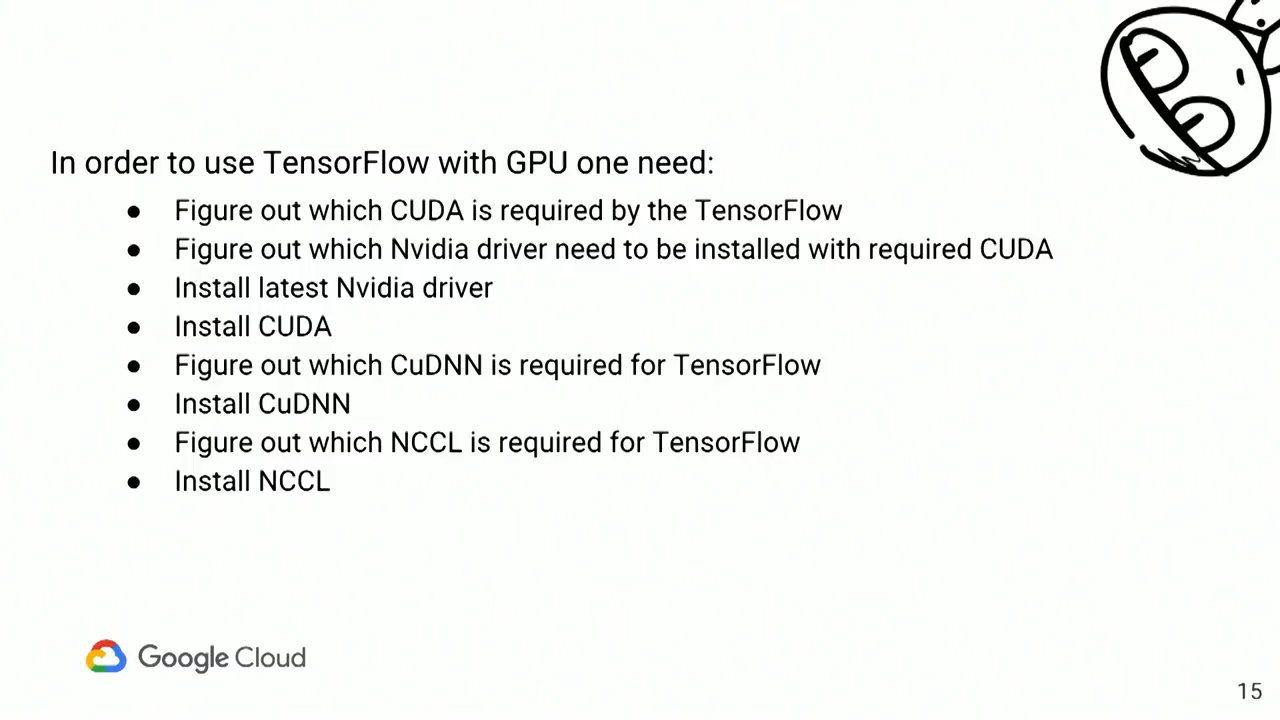 In order to use TensorFlow with GPU one need:
● Figure out which CUDA is required by the TensorFlow
● Figure out which Nvidia driver need to be installed with required CUDA
● Install latest Nvidia driver
● Install CUDA
● Figure out which CuDNN is required for TensorFlow
● Install CuDNN
● Figure out which NCCL is required for TensorFlow
● Install NCCL
Google Cloud
15